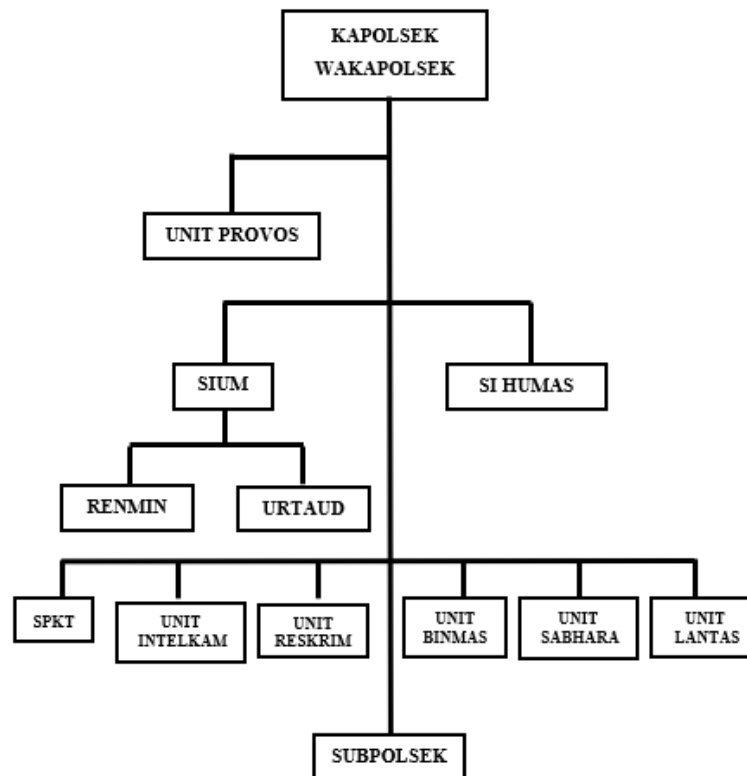 KAPOLSEK
WAKAPOLSEK
UNIT PROVOS
SIUM
SI HUMAS
RENMIN
URTAUD
SPKT
UNIT
INTELKAM
UNIT
RESKRIM
UNIT
BINMAS
UNIT
SABHARA
UNIT
LANTAS
SUBPOLSEK